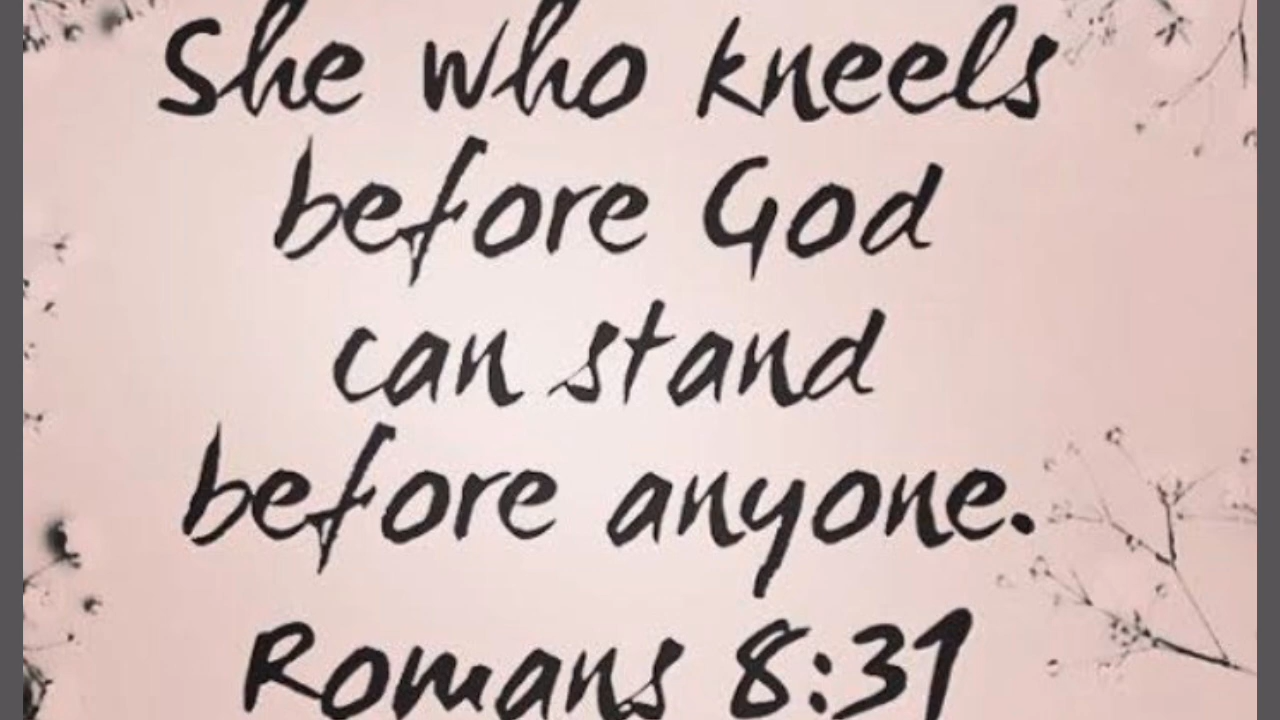 She who kneels
before God
can stand
before anyone.
Romans 8:31